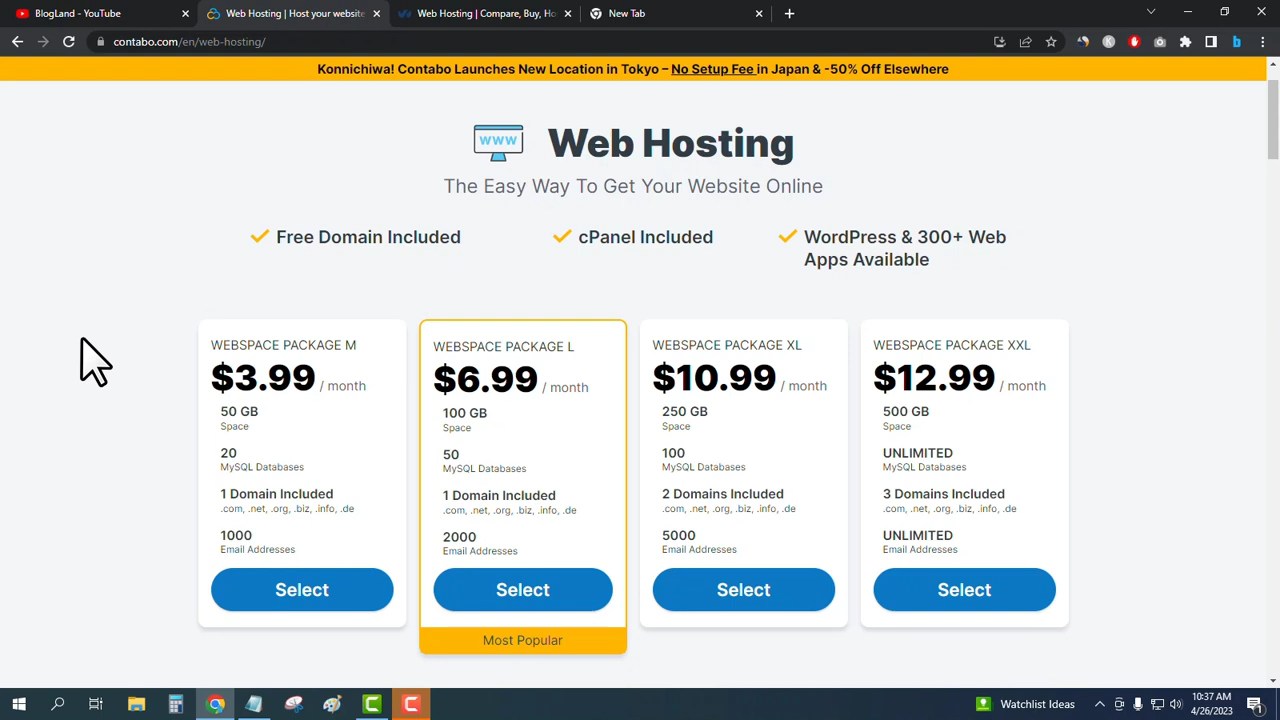 BlogLand - YouTube
Web Hosting | Host your website
Web Hosting | Compare, Buy, Ho
New Tab
contabo.com/en/web-hosting/
K
b
Konnichiwa! Contabo Launches New Location in Tokyo – No Setup Fee in Japan & -50% Off Elsewhere
WWW
Web Hosting
The Easy Way To Get Your Website Online
Free Domain Included
cPanel Included
WordPress & 300+ Web
Apps Available
WEBSPACE PACKAGE M
$3.99 / month
50 GB
Space
20
MySQL Databases
1 Domain Included
.com, .net, .org, .biz, .info, .de
1000
Email Addresses
Select
WEBSPACE PACKAGE L
$6.99 / month
100 GB
Space
50
MySQL Databases
1 Domain Included
.com, .net, .org, .biz, .info, .de
2000
Email Addresses
Select
Most Popular
WEBSPACE PACKAGE XL
$10.99 / month
250 GB
Space
100
MySQL Databases
2 Domains Included
.com, .net, .org, .biz, .info, .de
5000
Email Addresses
Select
WEBSPACE PACKAGE XXL
$12.99 / month
500 GB
Space
UNLIMITED
MySQL Databases
3 Domains Included
.com, .net, .org, .biz, .info, .de
UNLIMITED
Email Addresses
Select
Watchlist Ideas
10:37 AM
4/26/2023